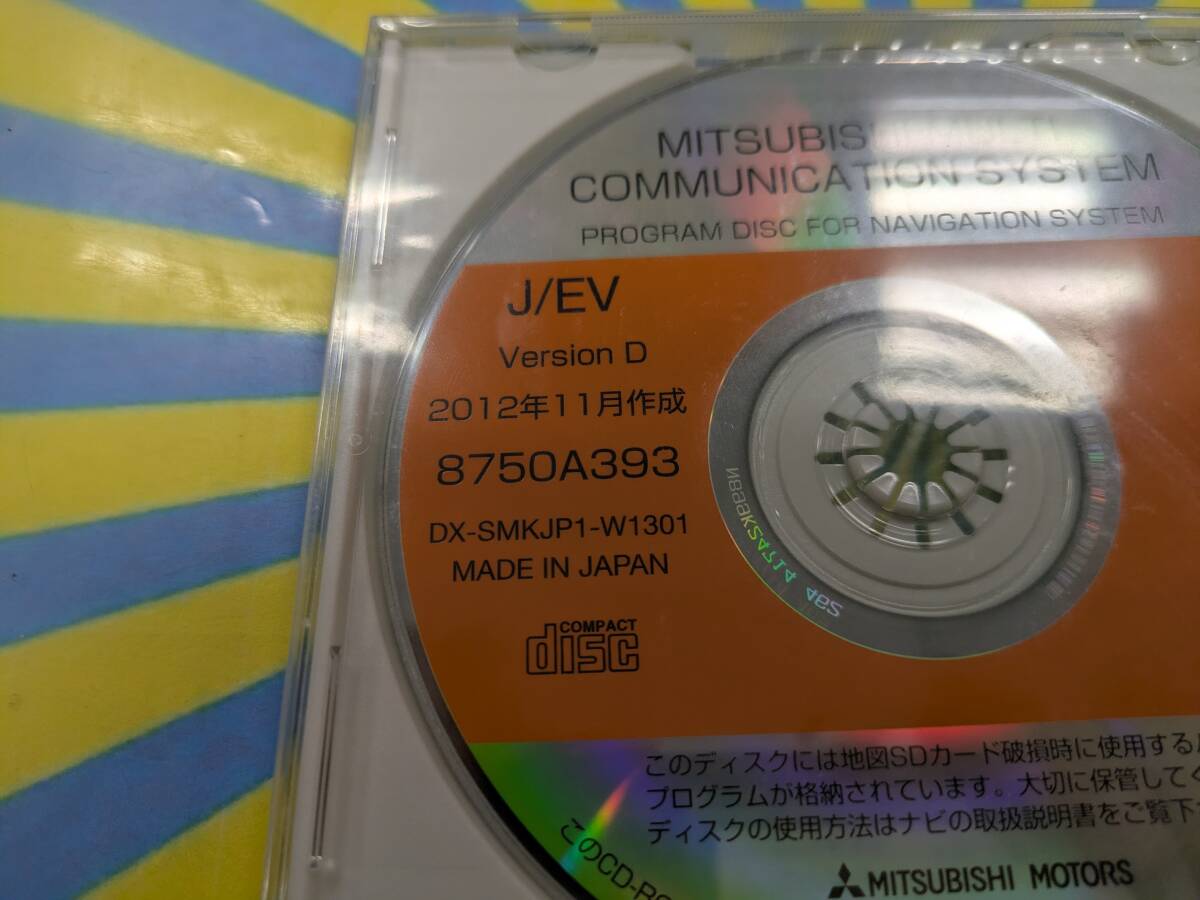 MITSUBIS
COMMUNICATION SYSTEM
PROGRAM DISC FOR NAVIGATION SYSTEM
J/EV
Version D
2012年11月作成
8750A393
DX-SMKJP1-W1301
MADE IN JAPAN
COMPACT
disc
このディスクには地図SDカード破損時に使用する
プログラムが格納されています。大切に保管して
ディスクの使用方法はナビの取扱説明書をご覧下
MITSUBISHI MOTORS
このCD-R